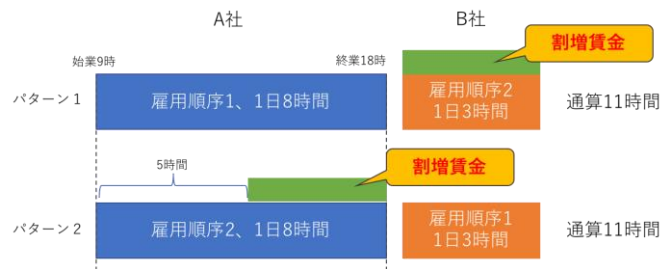 A社
B社
割増賃金
始業9時
終業18時
パターン1
雇用順序1、1日8時間
雇用順序2
1日3時間
通算11時間
5時間
割増賃金
パターン2
雇用順序2、1日8時間
雇用順序1
1日3時間
通算11時間